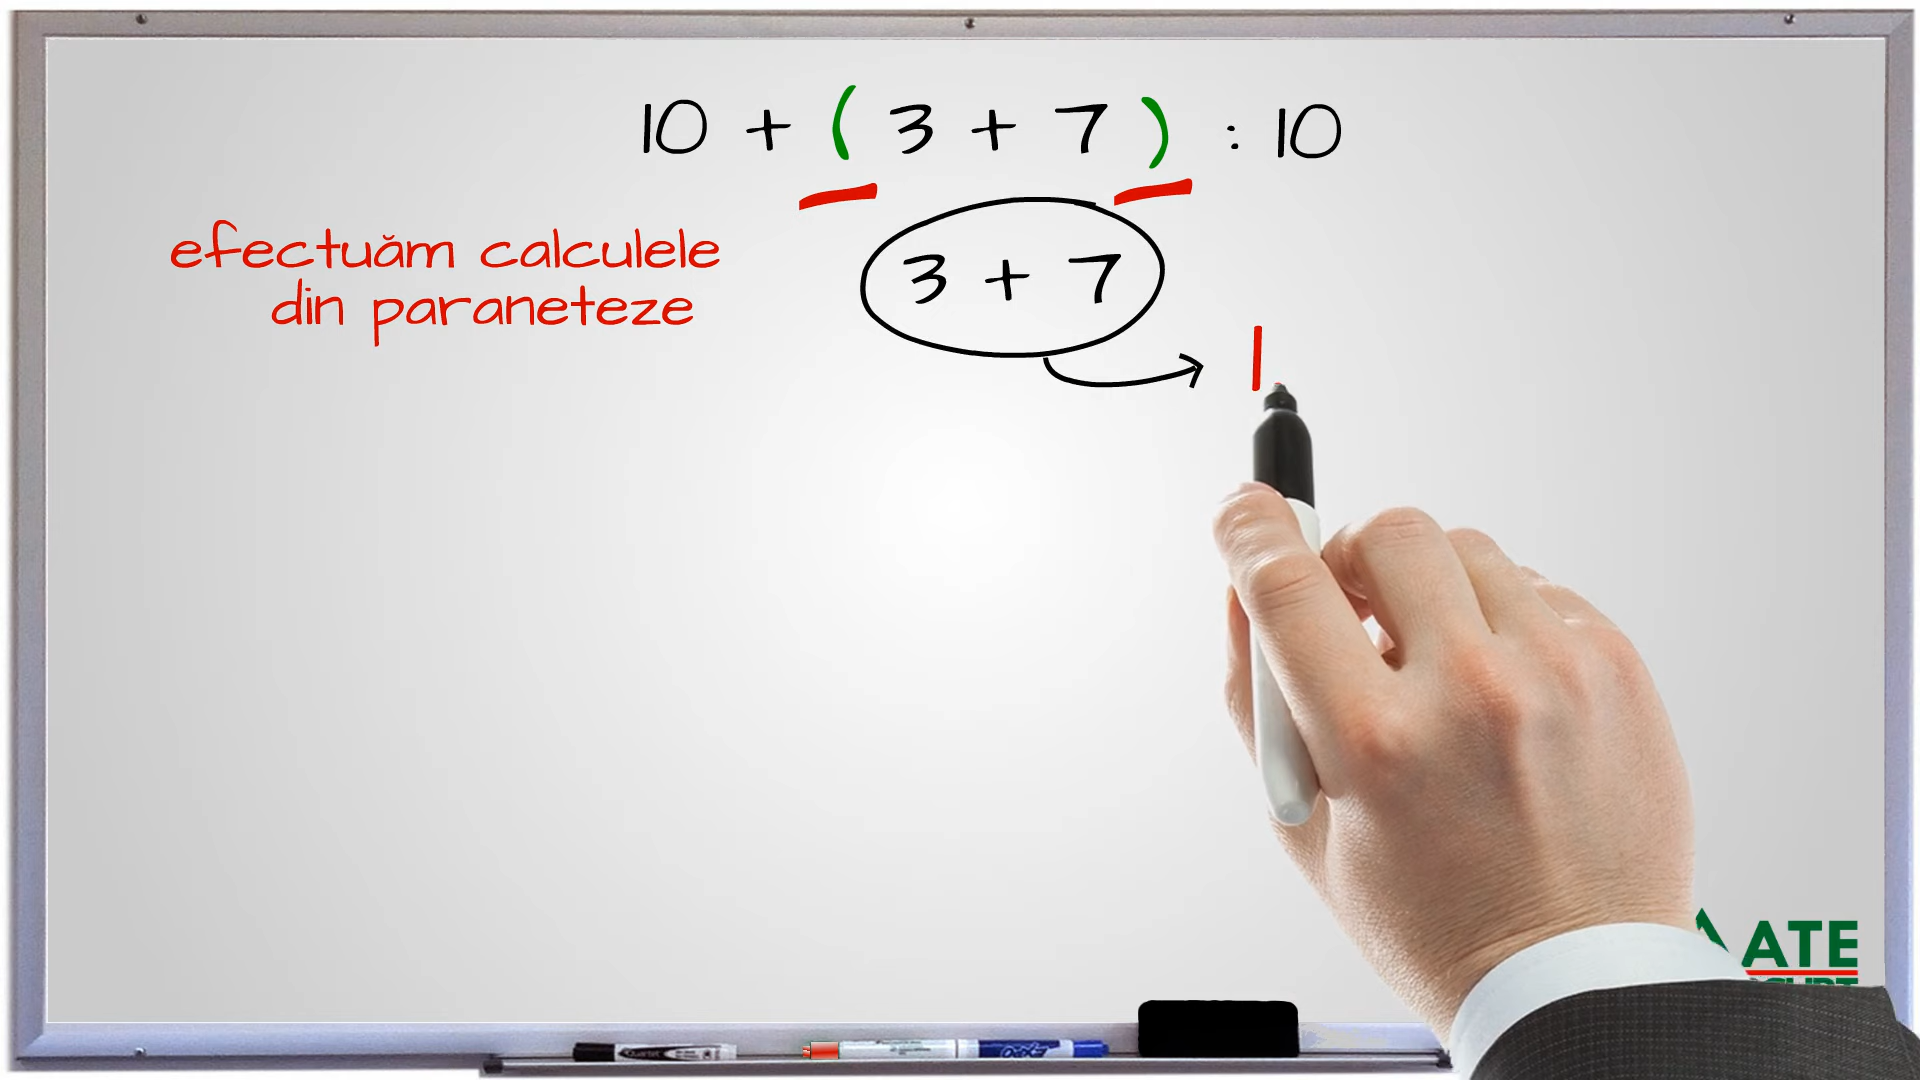 10 + ( 3 + 7 ) : 10
efectuăm calculele
din paraneteze
3 + 7
1
ATE